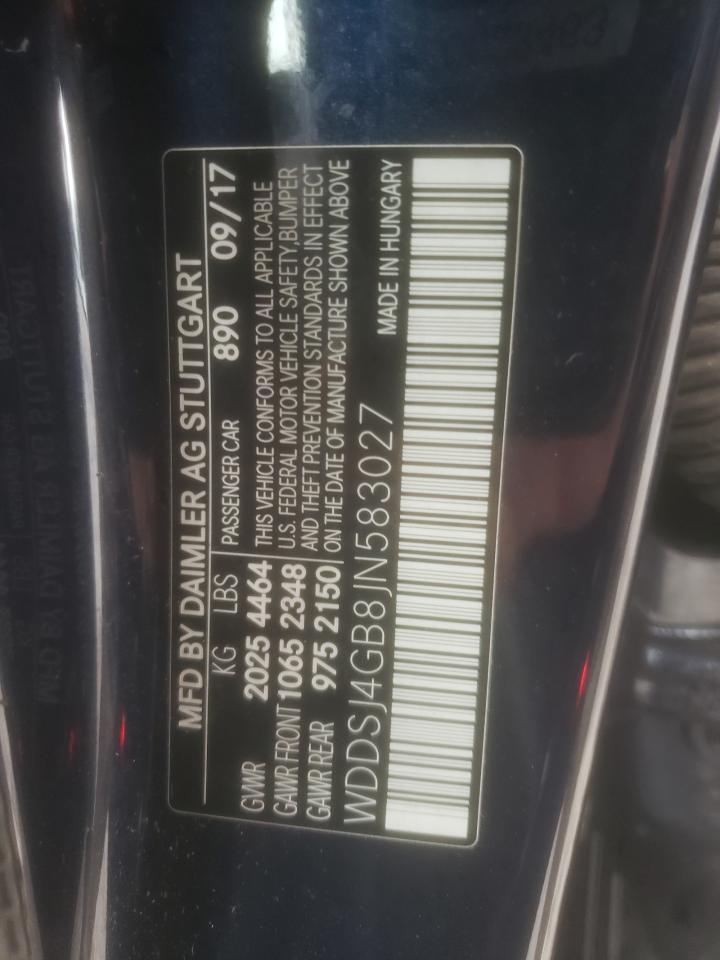 MFD BY DAIMLER AG STUTTGART
KG LBS PASSENGER CAR 890 09/17
GVWR 2025 4464 THIS VEHICLE CONFORMS TO ALL APPLICABLE
GAWR FRONT 1065 2348 U.S. FEDERAL MOTOR VEHICLE SAFETY,BUMPER
GAWR REAR 975 2150 AND THEFT PREVENTION STANDARDS IN EFFECT
ON THE DATE OF MANUFACTURE SHOWN ABOVE
WDDSJ4GB8JN583027 MADE IN HUNGARY